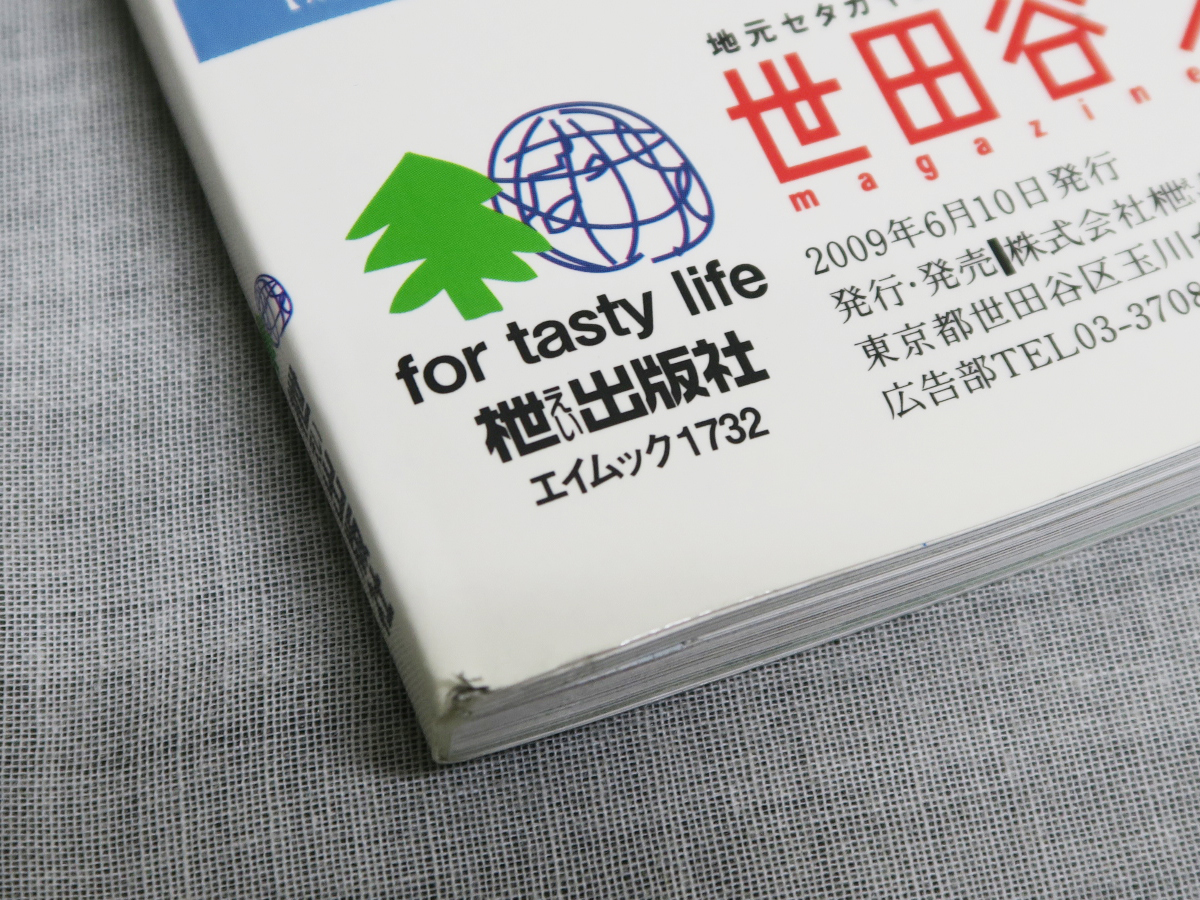 地元セタガヤ
世田谷
magazine
2009年6月10日発行
発行・発売 株式会社枻
東京都世田谷区玉川
広告部TEL03-3708
for tasty life
枻えい出版社
エイムック1732